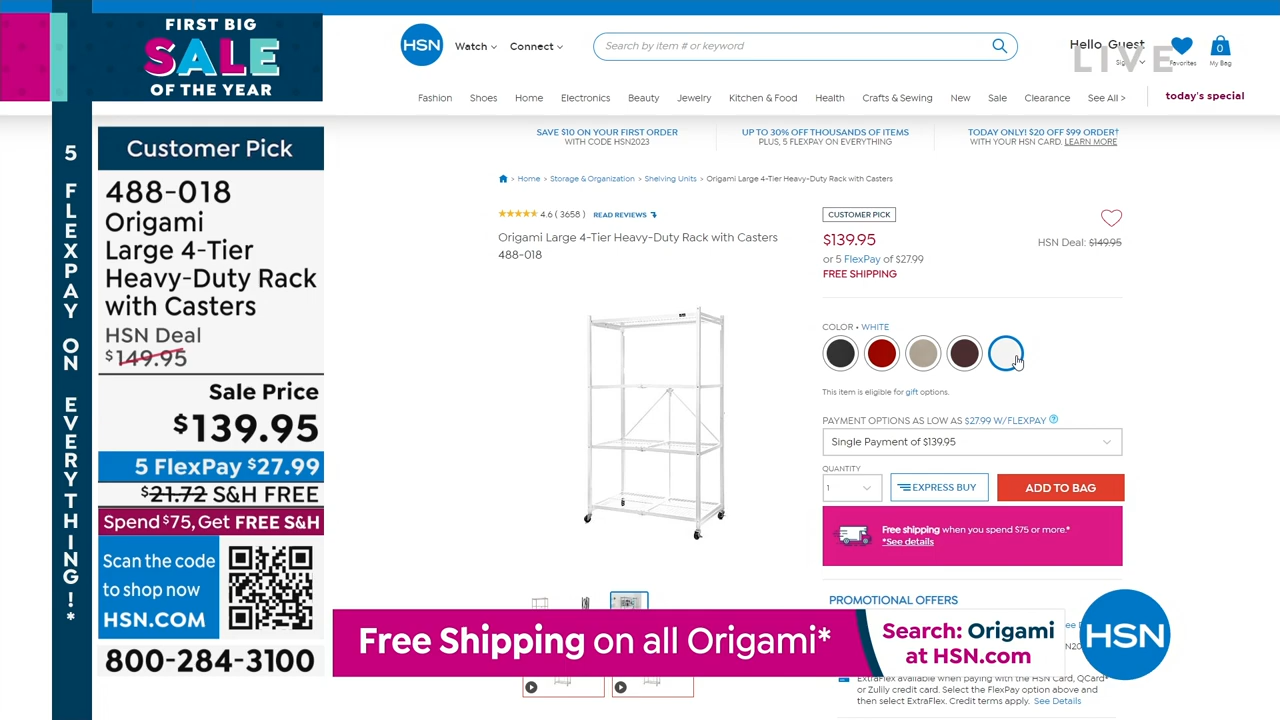 FIRST BIG
SALE
OF THE YEAR
5 FLEXPAY ON EVERYTHING!*
Customer Pick
488-018
Origami
Large 4-Tier
Heavy-Duty Rack
with Casters
HSN Deal
$149.95
Sale Price
$139.95
5 FlexPay $27.99
$21.72 S&H FREE
Spend $75, Get FREE S&H
Scan the code
to shop now
HSN.COM
800-284-3100
HSN
Watch
Connect
Search by item # or keyword
Hello, Guest
LIVE
Favorites
0
My Bag
Fashion Shoes Home Electronics Beauty Jewelry Kitchen & Food Health Crafts & Sewing New Sale Clearance See All >
today's special
SAVE $10 ON YOUR FIRST ORDER
WITH CODE HSN2023
UP TO 30% OFF THOUSANDS OF ITEMS
PLUS, 5 FLEXPAY ON EVERYTHING
TODAY ONLY! $20 OFF $99 ORDER†
WITH YOUR HSN CARD. LEARN MORE
> Home > Storage & Organization > Shelving Units > Origami Large 4-Tier Heavy-Duty Rack with Casters
4.6 ( 3658 ) READ REVIEWS
Origami Large 4-Tier Heavy-Duty Rack with Casters
488-018
CUSTOMER PICK
$139.95
HSN Deal: $149.95
or 5 FlexPay of $27.99
FREE SHIPPING
COLOR • WHITE
This item is eligible for gift options.
PAYMENT OPTIONS AS LOW AS $27.99 W/FLEXPAY ?
Single Payment of $139.95
QUANTITY
1
EXPRESS BUY
ADD TO BAG
Free shipping when you spend $75 or more.*
*See details
PROMOTIONAL OFFERS
Free Shipping on all Origami*
Search: Origami
at HSN.com
HSN
ExtraFlex available when paying with the HSN Card, QCard®
or Zulily credit card. Select the FlexPay option above and
then select ExtraFlex. Credit terms apply. See Details